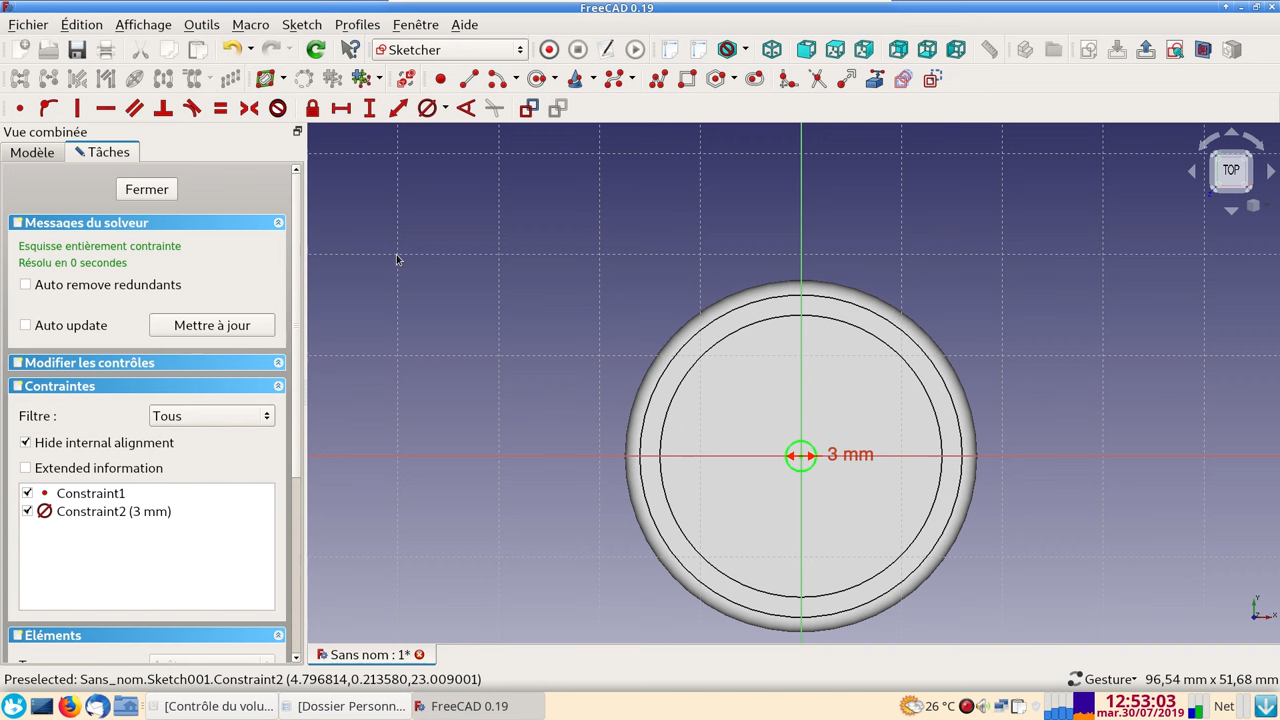 FreeCAD 0.19
Fichier Édition Affichage Outils Macro Sketch Profiles Fenêtre Aide
Sketcher
Vue combinée
Modèle Tâches
Fermer
Messages du solveur
Esquisse entièrement contrainte
Résolu en 0 secondes
Auto remove redundants
Auto update Mettre à jour
Modifier les contrôles
Contraintes
Filtre : Tous
Hide internal alignment
Extended information
Constraint1
Constraint2 (3 mm)
Éléments
TOP
3 mm
Y
X
Sans nom : 1*
Preselected: Sans_nom.Sketch001.Constraint2 (4.796814,0.213580,23.009001)
Gesture 96,54 mm x 51,68 mm
[Contrôle du volu... [Dossier Personn... FreeCAD 0.19
26 °C
12:53:03
mar.30/07/2019
Net